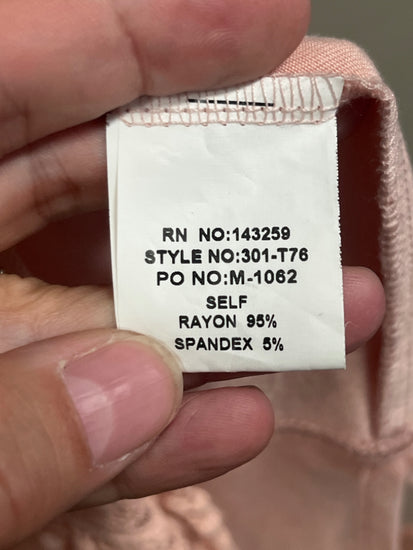 RN NO:143259
STYLE NO:301-T76
PO NO:M-1062
SELF
RAYON 95%
SPANDEX 5%